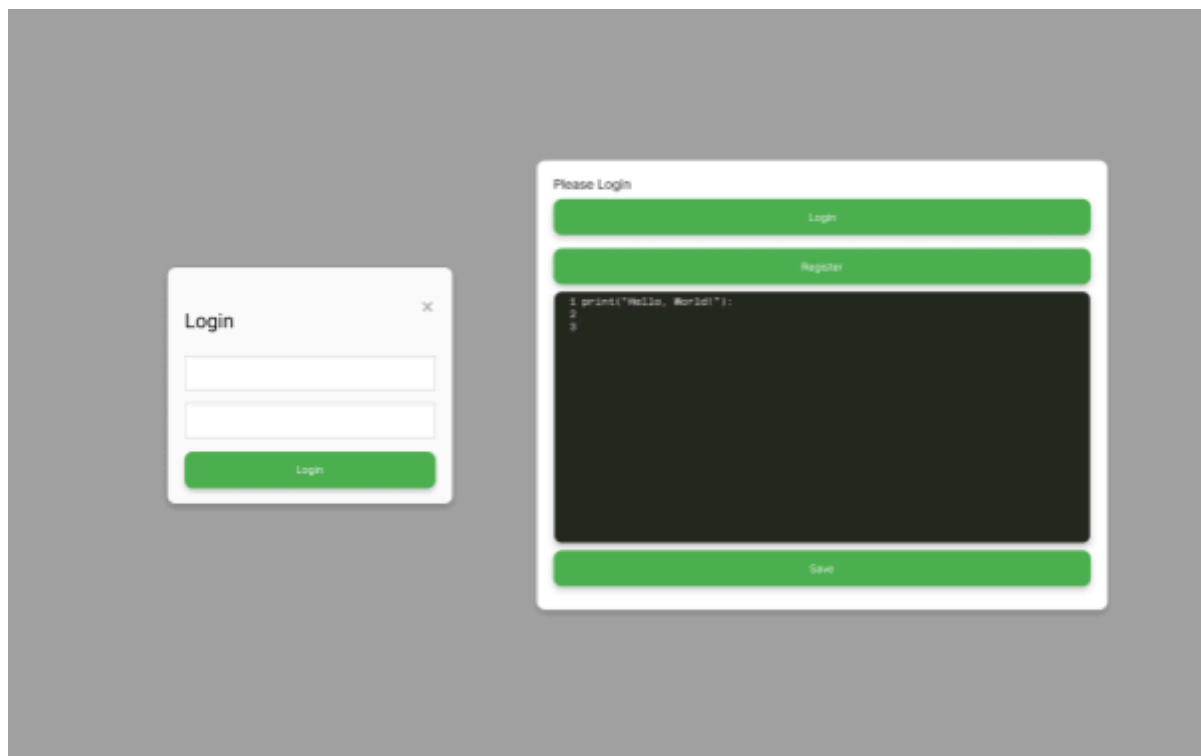 Login
×
Login
Please Login
Login
Register
1 print("Hello, World!");
2
3
Save